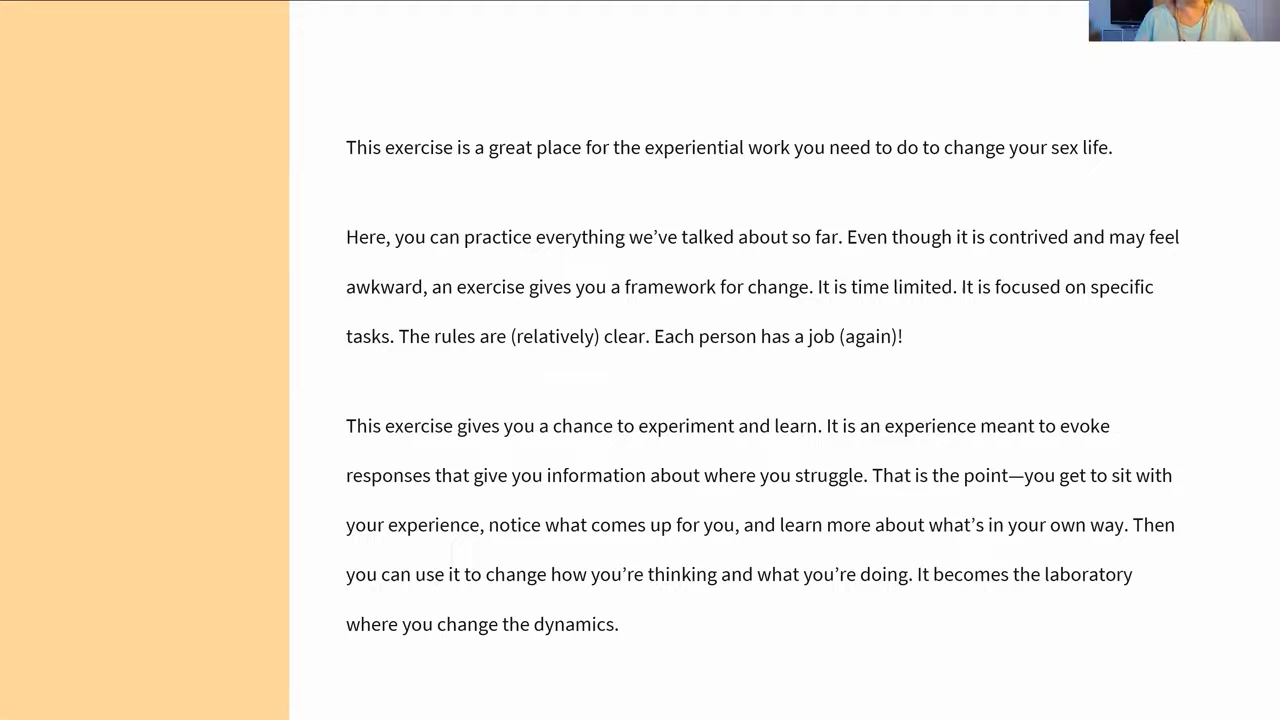 This exercise is a great place for the experiential work you need to do to change your sex life.
Here, you can practice everything we’ve talked about so far. Even though it is contrived and may feel
awkward, an exercise gives you a framework for change. It is time limited. It is focused on specific
tasks. The rules are (relatively) clear. Each person has a job (again)!
This exercise gives you a chance to experiment and learn. It is an experience meant to evoke
responses that give you information about where you struggle. That is the point—you get to sit with
your experience, notice what comes up for you, and learn more about what’s in your own way. Then
you can use it to change how you’re thinking and what you’re doing. It becomes the laboratory
where you change the dynamics.